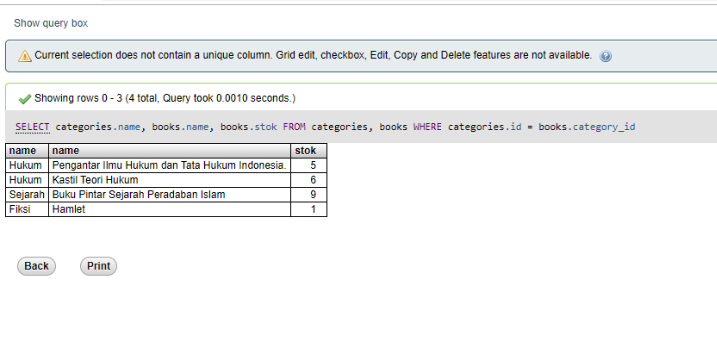 Show query box
Current selection does not contain a unique column. Grid edit, checkbox, Edit, Copy and Delete features are not available.
Showing rows 0 - 3 (4 total, Query took 0.0010 seconds.)
SELECT categories.name, books.name, books.stok FROM categories, books WHERE categories.id = books.category_id
name name stok
Hukum Pengantar Ilmu Hukum dan Tata Hukum Indonesia. 5
Hukum Kastil Teori Hukum 6
Sejarah Buku Pintar Sejarah Peradaban Islam 9
Fiksi Hamlet 1
Back Print